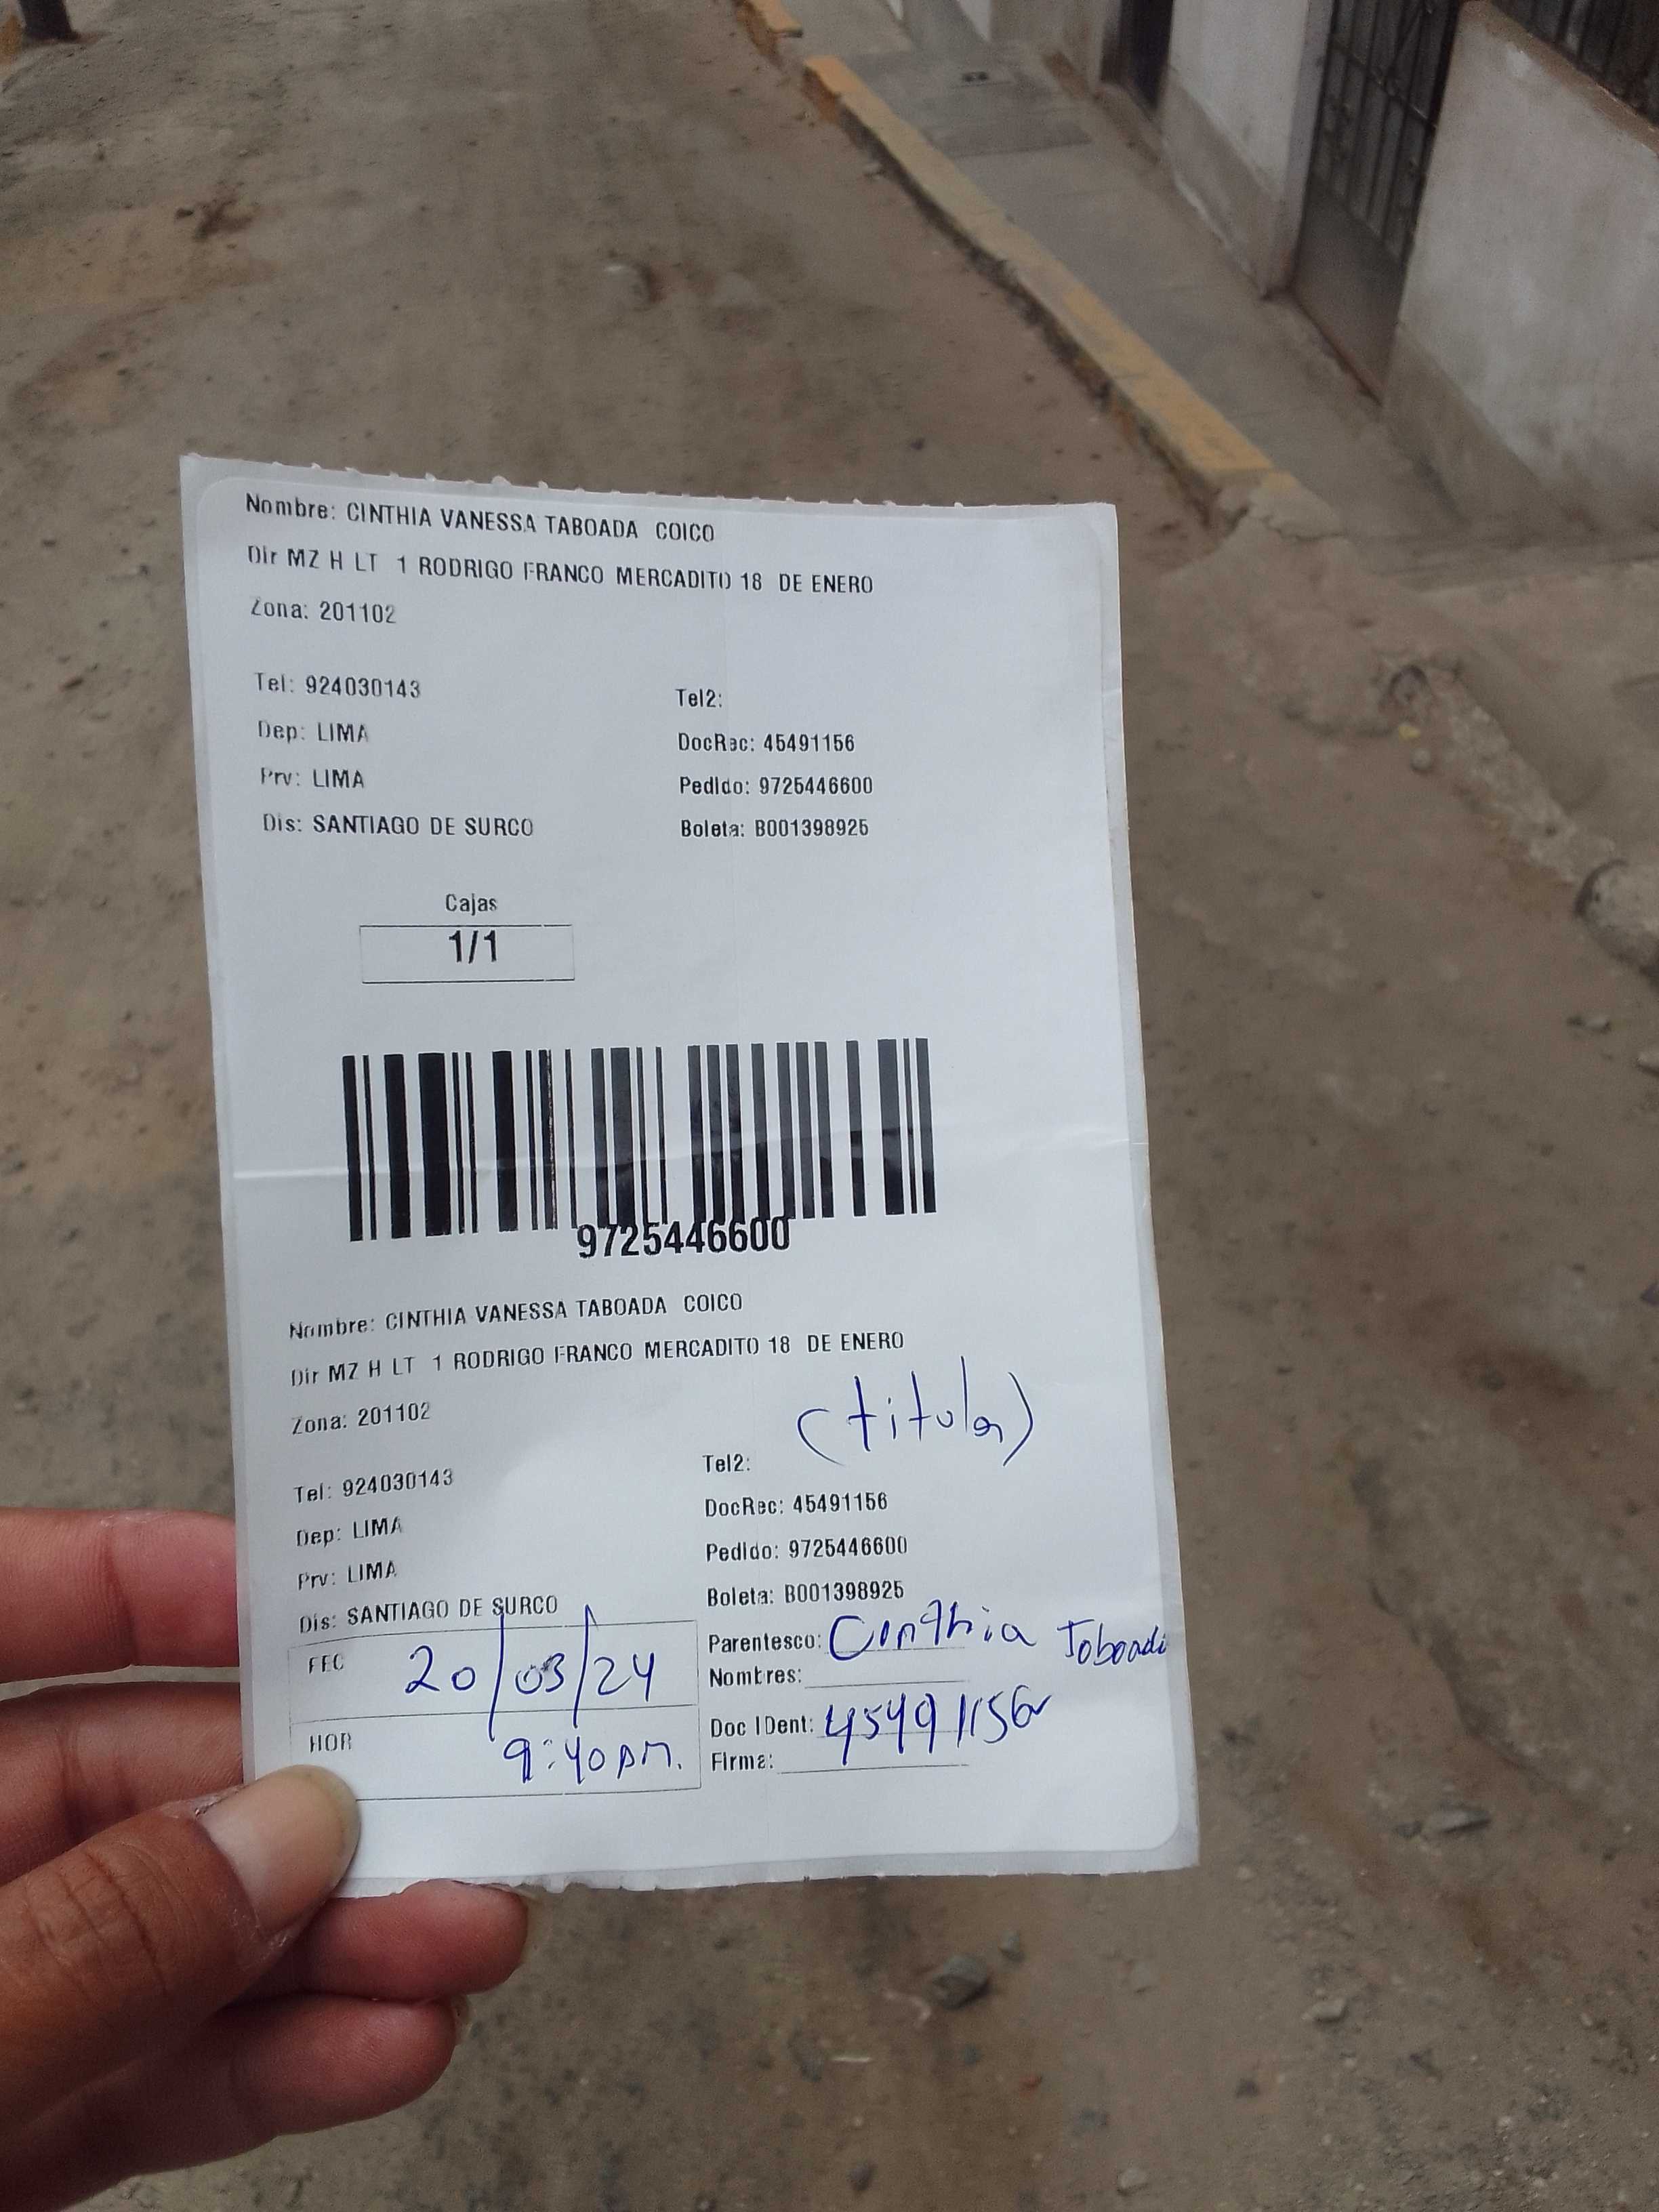 Nombre: CINTHIA VANESSA TABOADA COICO
Dir MZ H LT 1 RODRIGO FRANCO MERCADITO 18 DE ENERO
Zona: 201102
Tel: 924030143 Tel2:
Dep: LIMA DocRec: 45491156
Prv: LIMA Pedido: 9725446600
Dis: SANTIAGO DE SURCO Boleta: B001398925
Cajas
1/1
9725446600
Nombre: CINTHIA VANESSA TABOADA COICO
Dir MZ H LT 1 RODRIGO FRANCO MERCADITO 18 DE ENERO
Zona: 201102
(titular)
Tel: 924030143 Tel2:
Dep: LIMA DocRec: 45491156
Prv: LIMA Pedido: 9725446600
Dis: SANTIAGO DE SURCO Boleta: B001398925
FEC 20/03/24 Parentesco: Cinthia Taboada
Nombres:
HOR 9:40 pm. Doc IDent: 45491156
Firma: